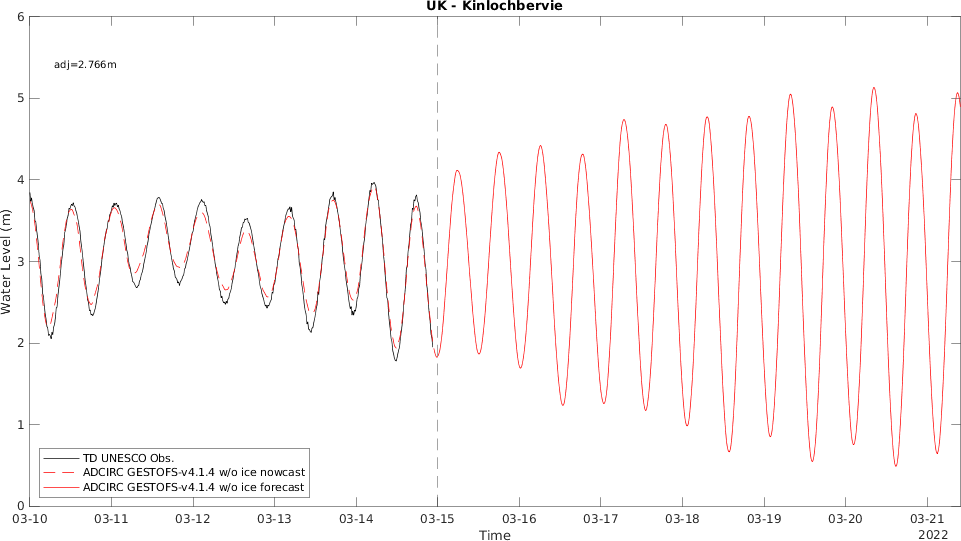 UK - Kinlochbervie
adj=2.766m
Water Level (m)
6
5
4
3
2
1
0
TD UNESCO Obs.
ADCIRC GESTOFS-v4.1.4 w/o ice nowcast
ADCIRC GESTOFS-v4.1.4 w/o ice forecast
03-10 03-11 03-12 03-13 03-14 03-15 03-16 03-17 03-18 03-19 03-20 03-21
2022
Time